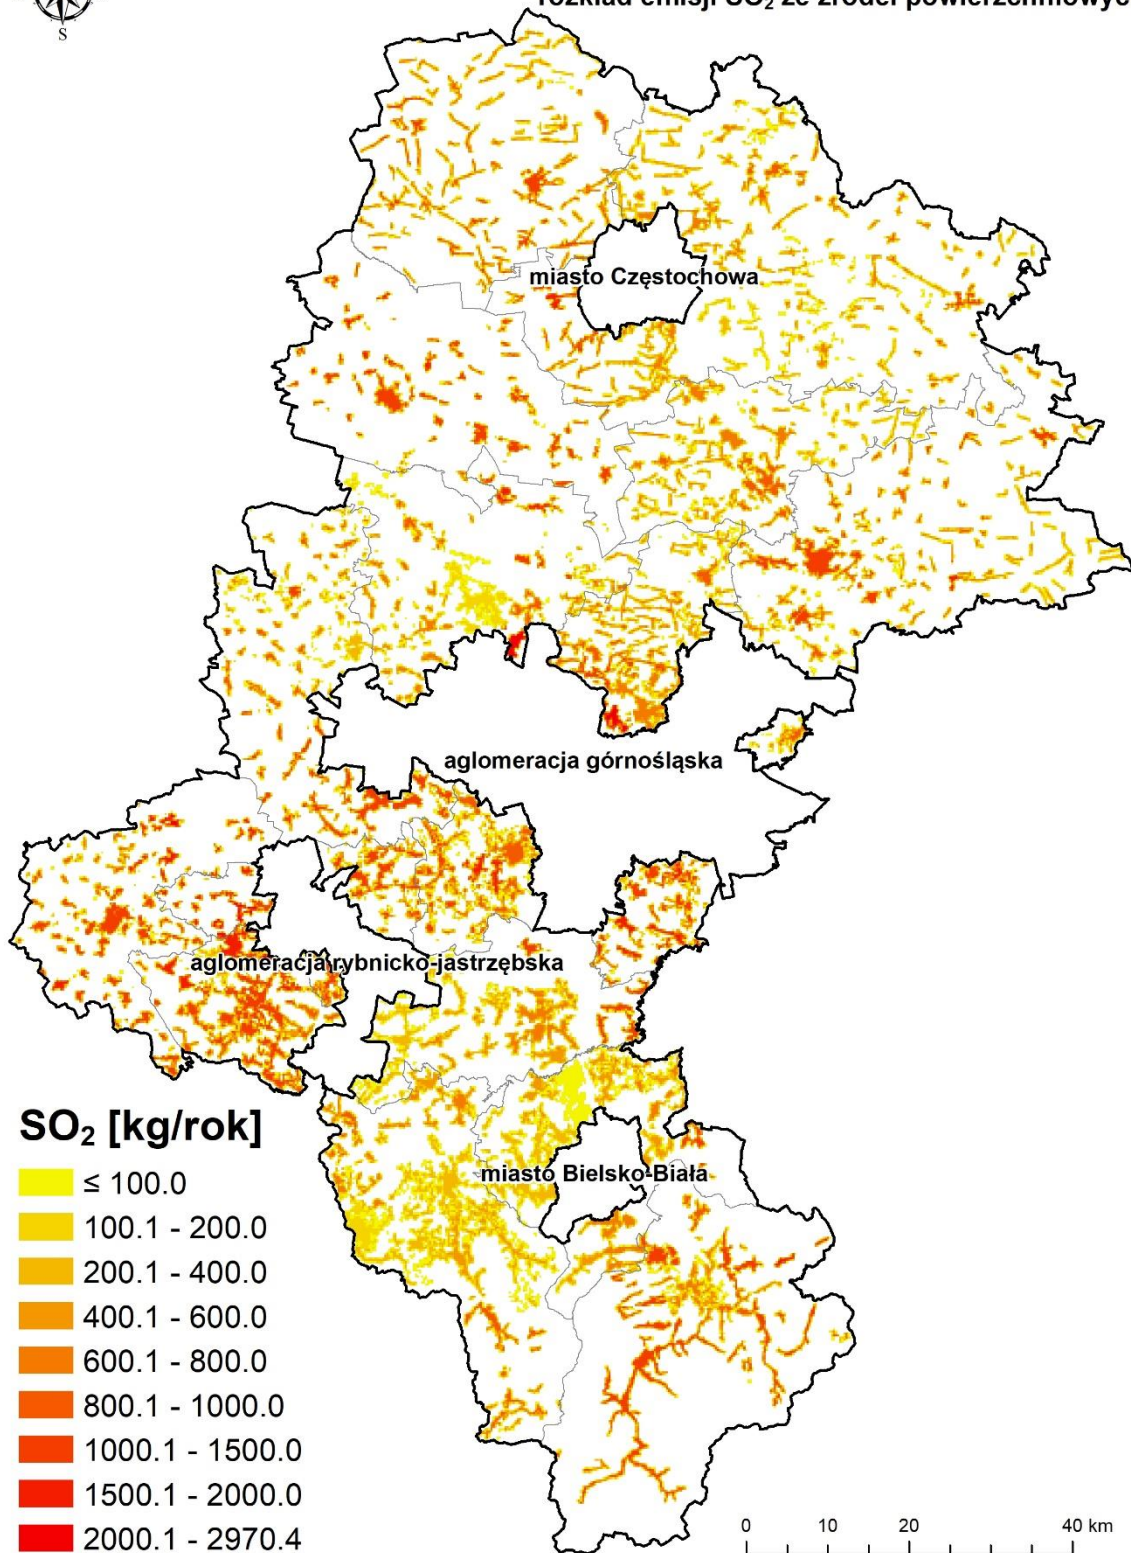 rozkład emisji SO₂ ze źródeł powierzchniowych
S
miasto Częstochowa
aglomeracja górnośląska
aglomeracja rybnicko-jastrzębska
miasto Bielsko-Biała
SO₂ [kg/rok]
≤ 100.0
100.1 - 200.0
200.1 - 400.0
400.1 - 600.0
600.1 - 800.0
800.1 - 1000.0
1000.1 - 1500.0
1500.1 - 2000.0
2000.1 - 2970.4
0 10 20 40 km